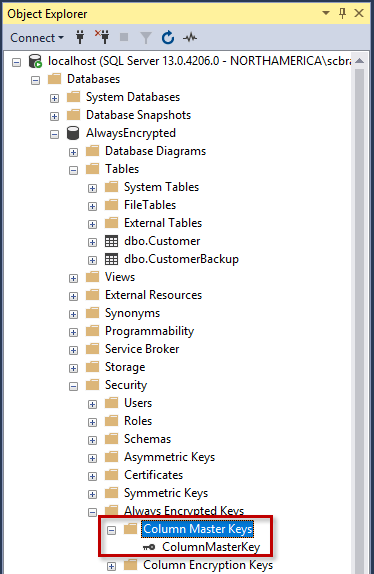 Object Explorer
Connect
localhost (SQL Server 13.0.4206.0 - NORTHAMERICA\scbra
Databases
System Databases
Database Snapshots
AlwaysEncrypted
Database Diagrams
Tables
System Tables
FileTables
External Tables
dbo.Customer
dbo.CustomerBackup
Views
External Resources
Synonyms
Programmability
Service Broker
Storage
Security
Users
Roles
Schemas
Asymmetric Keys
Certificates
Symmetric Keys
Always Encrypted Keys
Column Master Keys
ColumnMasterKey
Column Encryption Keys